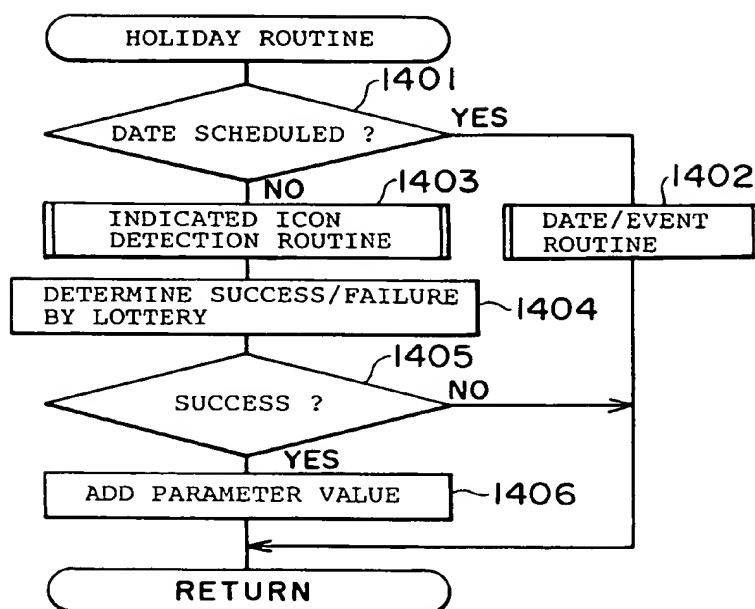 HOLIDAY ROUTINE
1401
DATE SCHEDULED ?
YES
NO
1403
1402
INDICATED ICON
DETECTION ROUTINE
DATE/EVENT
ROUTINE
DETERMINE SUCCESS/FAILURE
BY LOTTERY
1404
1405
SUCCESS ?
NO
YES
ADD PARAMETER VALUE
1406
RETURN